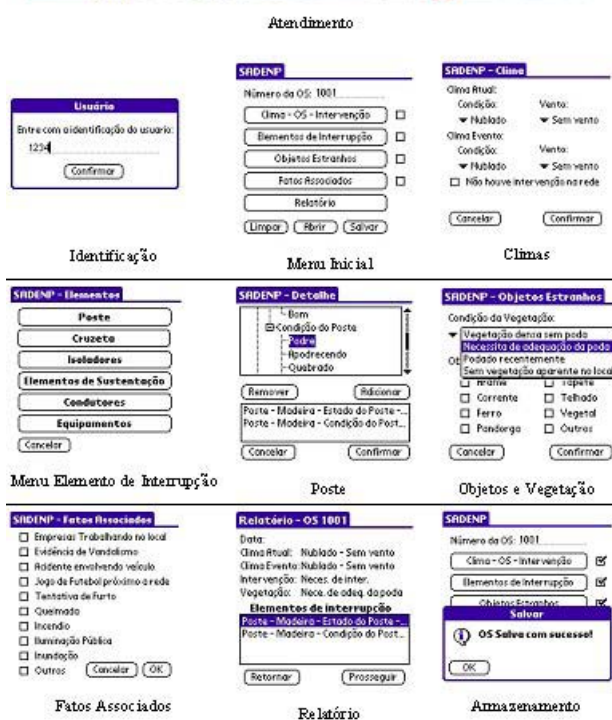 Atendimento
Usuário
Entre com a identificação do usuario:
1234
Confirmar
Identificação
SADENP
Número da OS: 1001
Clima - OS - Intervenção
Elementos de Interrupção
Objetos Estranhos
Fatos Associados
Relatório
Limpar Abrir Salvar
Menu Inicial
SADENP - Clima
Clima Atual:
Condição: Vento:
Nublado Sem vento
Clima Evento:
Condição: Vento:
Nublado Sem vento
Não houve intervenção na rede
Cancelar Confirmar
Climas
SADENP - Elementos
Poste
Cruzeta
Isoladores
Elementos de Sustentação
Condutores
Equipamentos
Cancelar
Menu Elemento de Interrupção
SADENP - Detalhe
Bom
Condição do Poste
Podre
Apodrecendo
Quebrado
Remover Adicionar
Poste - Madeira - Estado do Poste -...
Poste - Madeira - Condição do Post...
Cancelar Confirmar
Poste
SADENP - Objetos Estranhos
Condição da Vegetação:
Vegetação densa sem poda
Necessita de adequação da poda
Podado recentemente
Sem vegetação aparente no local
Ob
Arame Tapete
Corrente Telhado
Ferro Vegetal
Pandorga Outros
Cancelar Confirmar
Objetos e Vegetação
SADENP - Fatos Associados
Empresas Trabalhando no local
Evidência de Vandalismo
Acidente envolvendo veículo
Jogo de Futebol próximo a rede
Tentativa de Furto
Queimada
Incendio
Iluminação Pública
Inundação
Outros Cancelar OK
Fatos Associados
Relatório - OS 1001
Data:
Clima Atual: Nublado - Sem vento
Clima Evento: Nublado - Sem vento
Intervenção: Neces. de inter.
Vegetação: Nece. de adeq. da poda
Elementos de interrupção
Poste - Madeira - Estado do Poste -...
Poste - Madeira - Condição do Post...
Retornar Prosseguir
Relatório
SADENP
Número da OS: 1001
Clima - OS - Intervenção
Elementos de Interrupção
Objetos Estranhos
Salvar
OS Salva com sucesso!
OK
Armazenamento